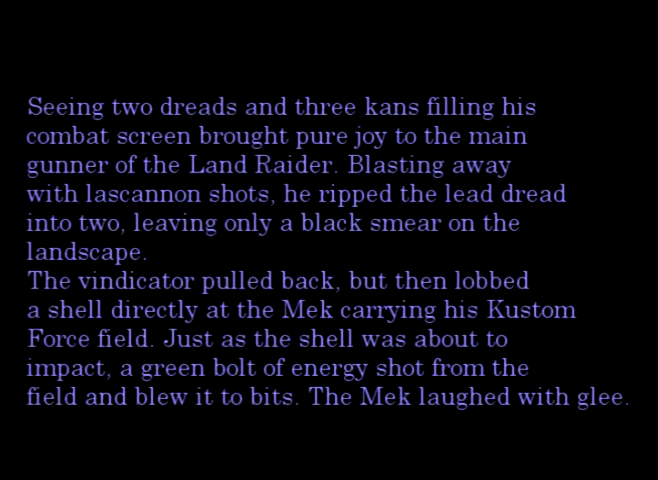 Seeing two dreads and three kans filling his
combat screen brought pure joy to the main
gunner of the Land Raider. Blasting away
with lascannon shots, he ripped the lead dread
into two, leaving only a black smear on the
landscape.
The vindicator pulled back, but then lobbed
a shell directly at the Mek carrying his Kustom
Force field. Just as the shell was about to
impact, a green bolt of energy shot from the
field and blew it to bits. The Mek laughed with glee.